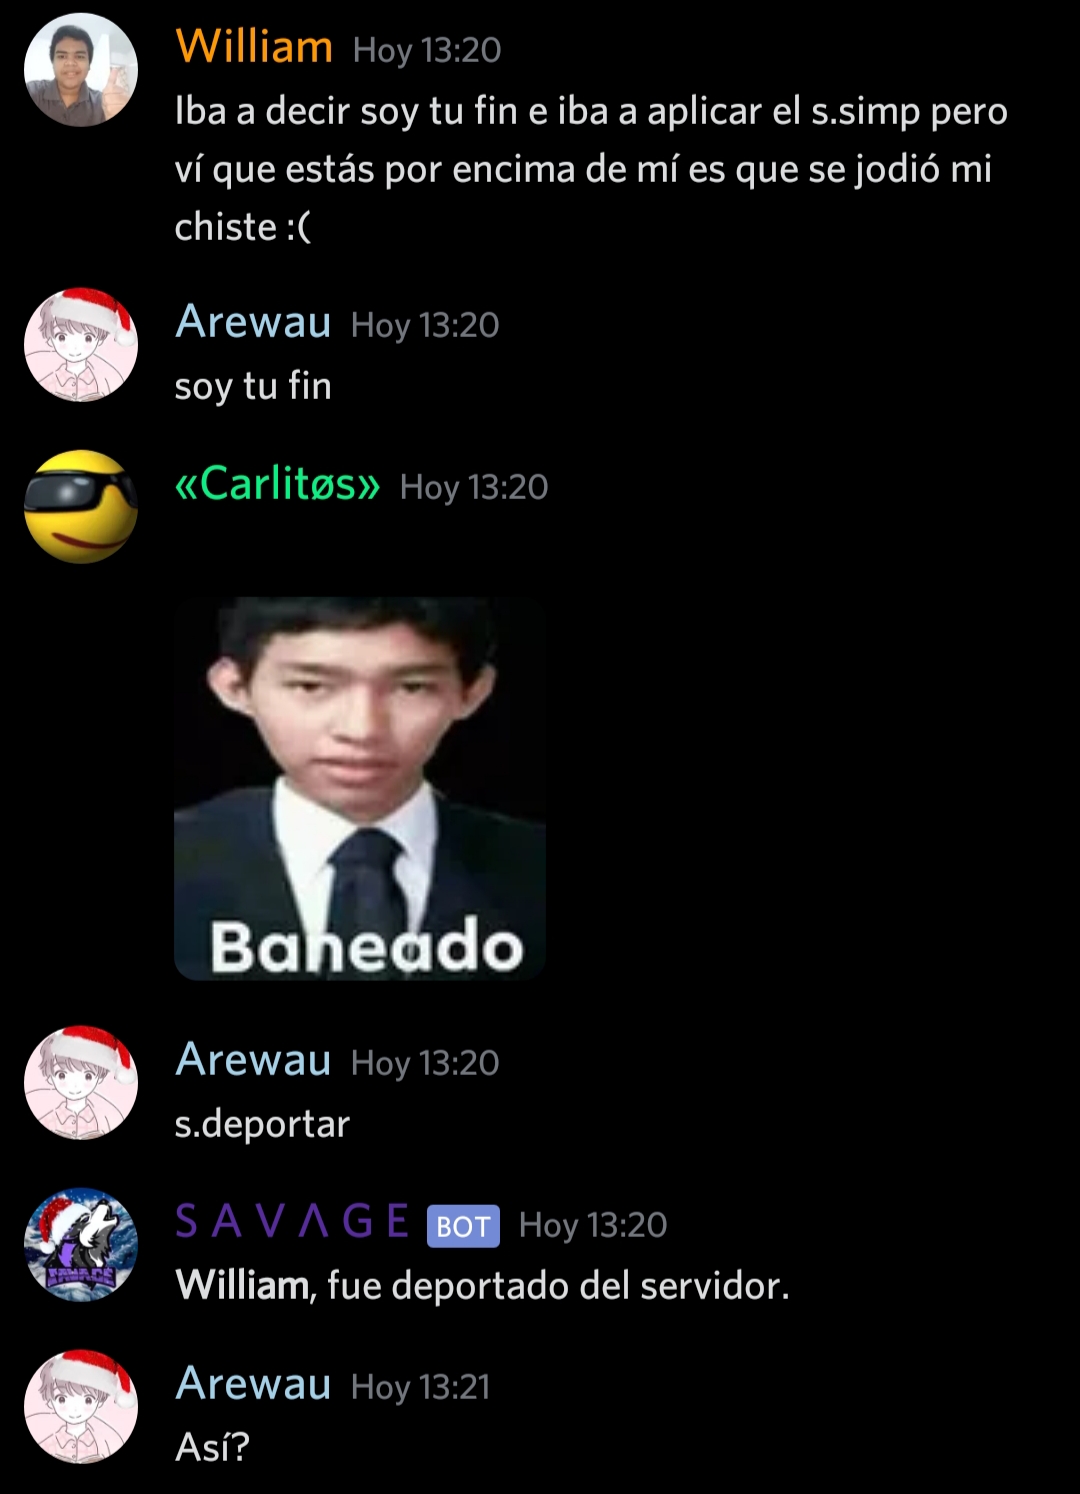 William Hoy 13:20
Iba a decir soy tu fin e iba a aplicar el s.simp pero
ví que estás por encima de mí es que se jodió mi
chiste :(
Arewau Hoy 13:20
soy tu fin
«Carlitøs» Hoy 13:20
Baneado
Arewau Hoy 13:20
s.deportar
S A V Λ G E BOT Hoy 13:20
SAVAGE
William, fue deportado del servidor.
Arewau Hoy 13:21
Así?